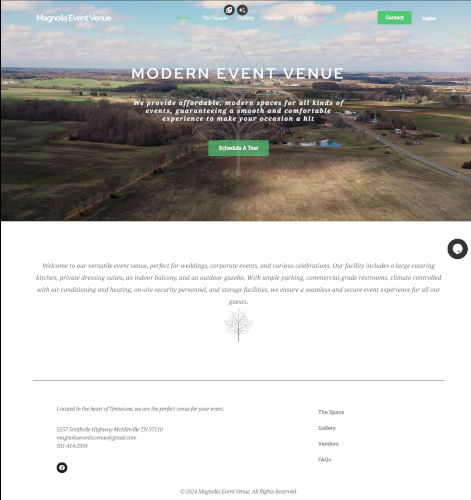 Magnolia Event Venue
Home The Space Gallery Vendors FAQs
Contact
English
MODERN EVENT VENUE
We provide affordable, modern spaces for all kinds of
events, guaranteeing a smooth and comfortable
experience to make your occasion a hit
Schedule A Tour
Welcome to our versatile event venue, perfect for weddings, corporate events, and various celebrations. Our facility includes a large catering
kitchen, private dressing suites, an indoor balcony, and an outdoor gazebo. With ample parking, commercial-grade restrooms, climate controlled
with air conditioning and heating, on-site security personnel, and storage facilities, we ensure a seamless and secure event experience for all our
guests.
Located in the heart of Tennessee, we are the perfect venue for your event.
5557 Smithville Highway McMinnville TN 37110
magnoliaevents.venue@gmail.com
931-414-2934
The Space
Gallery
Vendors
FAQs
© 2024 Magnolia Event Venue. All Rights Reserved.